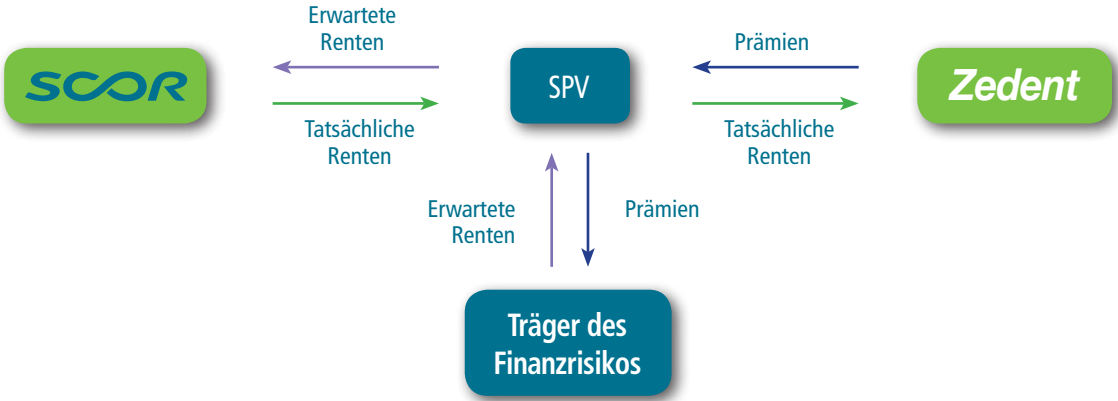 Erwartete
Renten
Prämien
SCOR
SPV
Zedent
Tatsächliche
Renten
Tatsächliche
Renten
Erwartete
Renten
Prämien
Träger des
Finanzrisikos